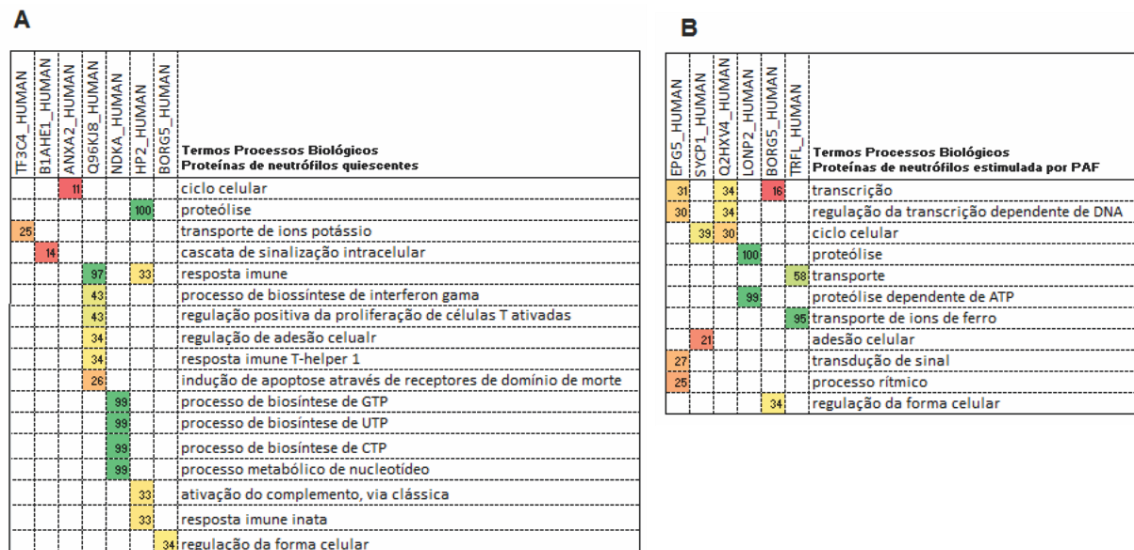 A
TF3C4_HUMAN
B1AHE1_HUMAN
ANXA2_HUMAN
Q96KU8_HUMAN
NDKA_HUMAN
HP2_HUMAN
BORG5_HUMAN
Termos Processos Biológicos
Proteínas de neutrófilos quiescentes
11 ciclo celular
100 proteólise
25 transporte de ions potássio
14 cascata de sinalização intracelular
97 33 resposta imune
43 processo de biossíntese de interferon gama
43 regulação positiva da proliferação de células T ativadas
34 regulação de adesão celualr
34 resposta imune T-helper 1
26 indução de apoptose através de receptores de domínio de morte
99 processo de biosíntese de GTP
99 processo de biosíntese de UTP
99 processo de biosíntese de CTP
99 processo metabólico de nucleotídeo
33 ativação do complemento, via clássica
33 resposta imune inata
34 regulação da forma celular
B
EPG5_HUMAN
SYCP1_HUMAN
Q2HXV4_HUMAN
LONP2_HUMAN
BORG5_HUMAN
TRFL_HUMAN
Termos Processos Biológicos
Proteínas de neutrófilos estimulada por PAF
31 34 16 transcrição
30 34 regulação da transcrição dependente de DNA
39 30 ciclo celular
100 proteólise
58 transporte
99 proteólise dependente de ATP
95 transporte de ions de ferro
21 adesão celular
27 transdução de sinal
25 processo rítmico
34 regulação da forma celular